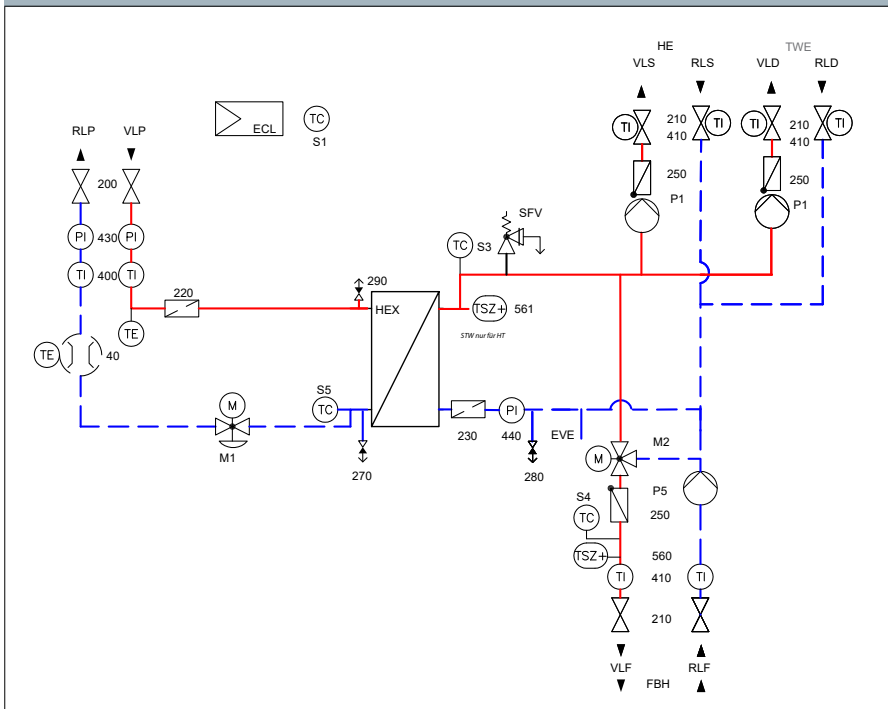 HE TWE
VLS RLS VLD RLD
ECL TC
S1
RLP VLP
TI TI 210 TI 210 TI
410 410
250 250
200
P1 P1
SFV
PI 430 PI
TC S3
TI 400 TI
290
220
HEX TSZ+ 561
STW nur für HT
TE
TE 40
S5
M TC PI
230 440
M1
EVE M2
270 280
M
S4 P5
TC 250
TSZ+ 560
TI 410 TI
210
VLF RLF
FBH